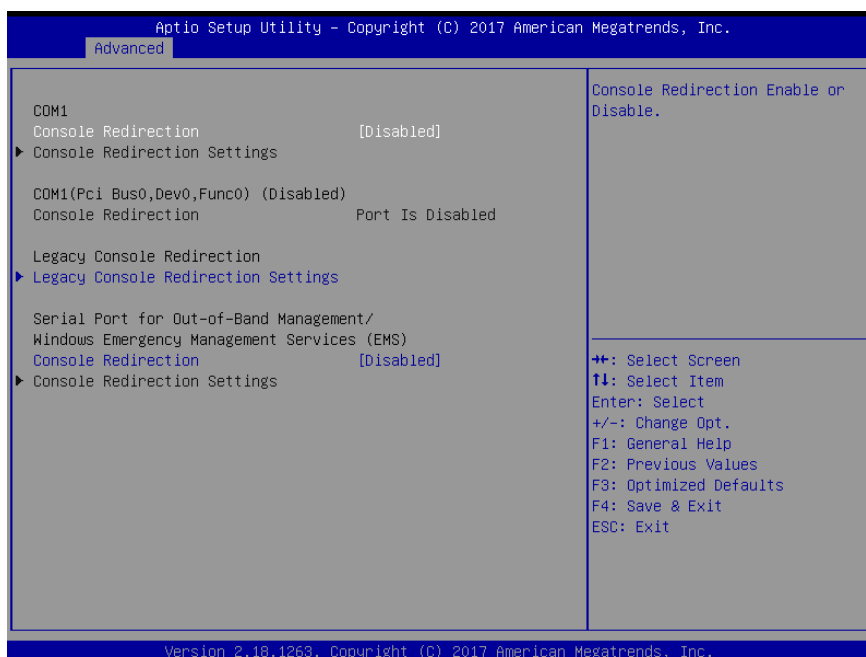 Aptio Setup Utility – Copyright (C) 2017 American Megatrends, Inc.
Advanced
COM1
Console Redirection [Disabled]
▶ Console Redirection Settings
COM1(Pci Bus0,Dev0,Func0) (Disabled)
Console Redirection Port Is Disabled
Legacy Console Redirection
▶ Legacy Console Redirection Settings
Serial Port for Out-of-Band Management/
Windows Emergency Management Services (EMS)
Console Redirection [Disabled]
▶ Console Redirection Settings
Console Redirection Enable or
Disable.
→←: Select Screen
↑↓: Select Item
Enter: Select
+/-: Change Opt.
F1: General Help
F2: Previous Values
F3: Optimized Defaults
F4: Save & Exit
ESC: Exit
Version 2.18.1263. Copyright (C) 2017 American Megatrends, Inc.